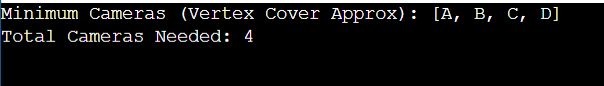 Minimum Cameras (Vertex Cover Approx): [A, B, C, D]
Total Cameras Needed: 4